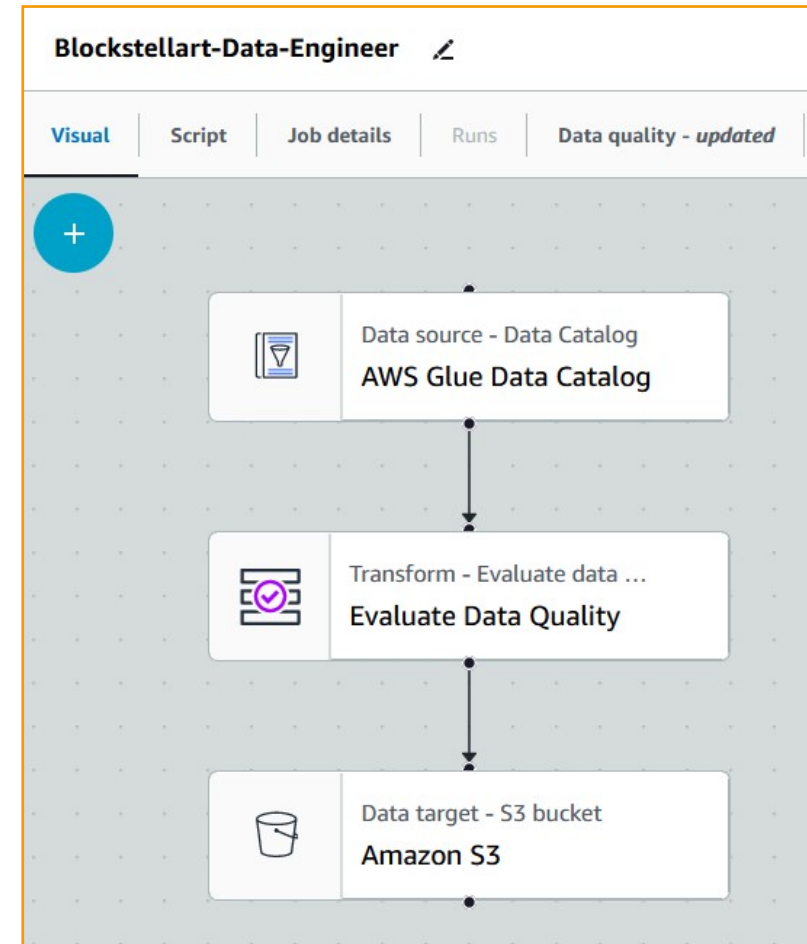 Blockstellart-Data-Engineer
Visual Script Job details Runs Data quality - updated
+
Data source - Data Catalog
AWS Glue Data Catalog
Transform - Evaluate data ...
Evaluate Data Quality
Data target - S3 bucket
Amazon S3